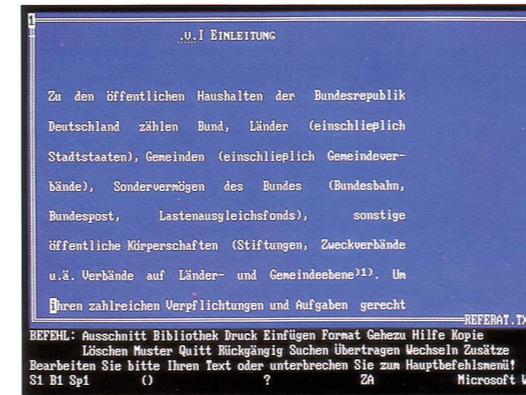 1
.v.I EINLEITUNG
Zu den öffentlichen Haushalten der Bundesrepublik
Deutschland zählen Bund, Länder (einschließlich
Stadtstaaten), Gemeinden (einschließlich Gemeindever-
bände), Sondervermögen des Bundes (Bundesbahn,
Bundespost, Lastenausgleichsfonds), sonstige
öffentliche Körperschaften (Stiftungen, Zweckverbände
u.ä. Verbände auf Länder- und Gemeindeebene)1). Um
ihren zahlreichen Verpflichtungen und Aufgaben gerecht
REFERAT.TX
BEFEHL: Ausschnitt Bibliothek Druck Einfügen Format Gehezu Hilfe Kopie
Löschen Muster Quitt Rückgängig Suchen Übertragen Wechseln Zusätze
Bearbeiten Sie bitte Ihren Text oder unterbrechen Sie zum Hauptbefehlsmenü!
S1 B1 Sp1 () ? ZA Microsoft W